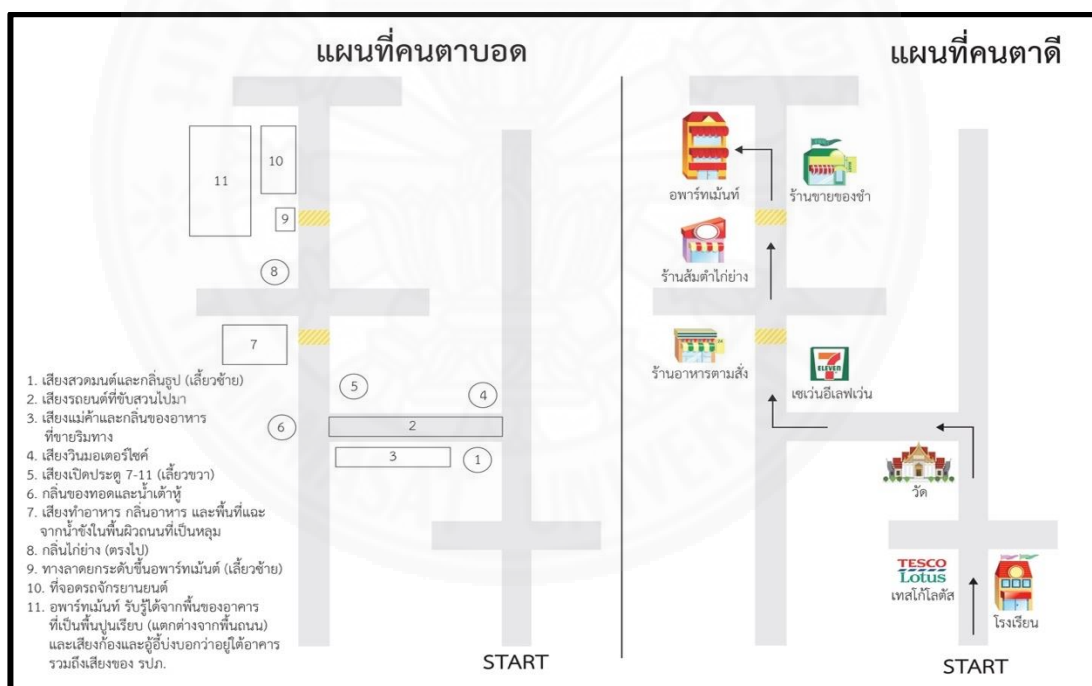 แผนที่คนตาบอด
11
10
9
8
7
5
4
6
2
3
1
1. เสียงสวดมนต์และกลิ่นธูป (เลี้ยวซ้าย)
2. เสียงรถยนต์ที่ขับสวนไปมา
3. เสียงแม่ค้าและกลิ่นของอาหาร
ที่ขายริมทาง
4. เสียงวินมอเตอร์ไซค์
5. เสียงเปิดประตู 7-11 (เลี้ยวขวา)
6. กลิ่นของทอดและน้ำเต้าหู้
7. เสียงทำอาหาร กลิ่นอาหาร และพื้นที่แฉะ
จากน้ำขังในพื้นผิวถนนที่เป็นหลุม
8. กลิ่นไก่ย่าง (ตรงไป)
9. ทางลาดยกระดับขึ้นอพาร์ทเม้นต์ (เลี้ยวซ้าย)
10. ที่จอดรถจักรยานยนต์
11. อพาร์ทเม้นท์ รับรู้ได้จากพื้นของอาคาร
ที่เป็นพื้นปูนเรียบ (แตกต่างจากพื้นถนน)
และเสียงก้องและอู้อี้บ่งบอกว่าอยู่ใต้อาคาร
รวมถึงเสียงของ รปภ.
START
แผนที่คนตาดี
อพาร์ทเม้นท์
ร้านขายของชำ
ร้านส้มตำไก่ย่าง
ร้านอาหารตามสั่ง
7
ELEVEN
เซเว่นอีเลฟเว่น
วัด
TESCO
Lotus
เทสโก้โลตัส
โรงเรียน
START